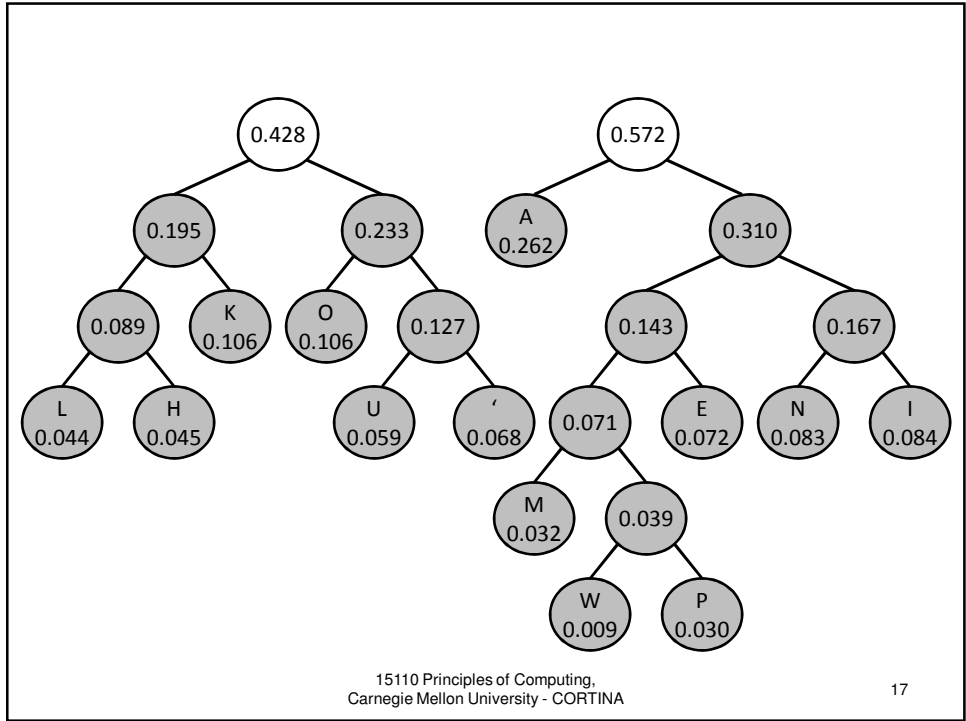 0.428 0.572
0.195 0.233 A 0.310
0.262
0.089 K 0.106 O 0.106 0.127 0.143 0.167
L 0.044 H 0.045 U 0.059 ‘ 0.068 0.071 E 0.072 N 0.083 I 0.084
M 0.032 0.039
W 0.009 P 0.030
15110 Principles of Computing,
Carnegie Mellon University - CORTINA
17